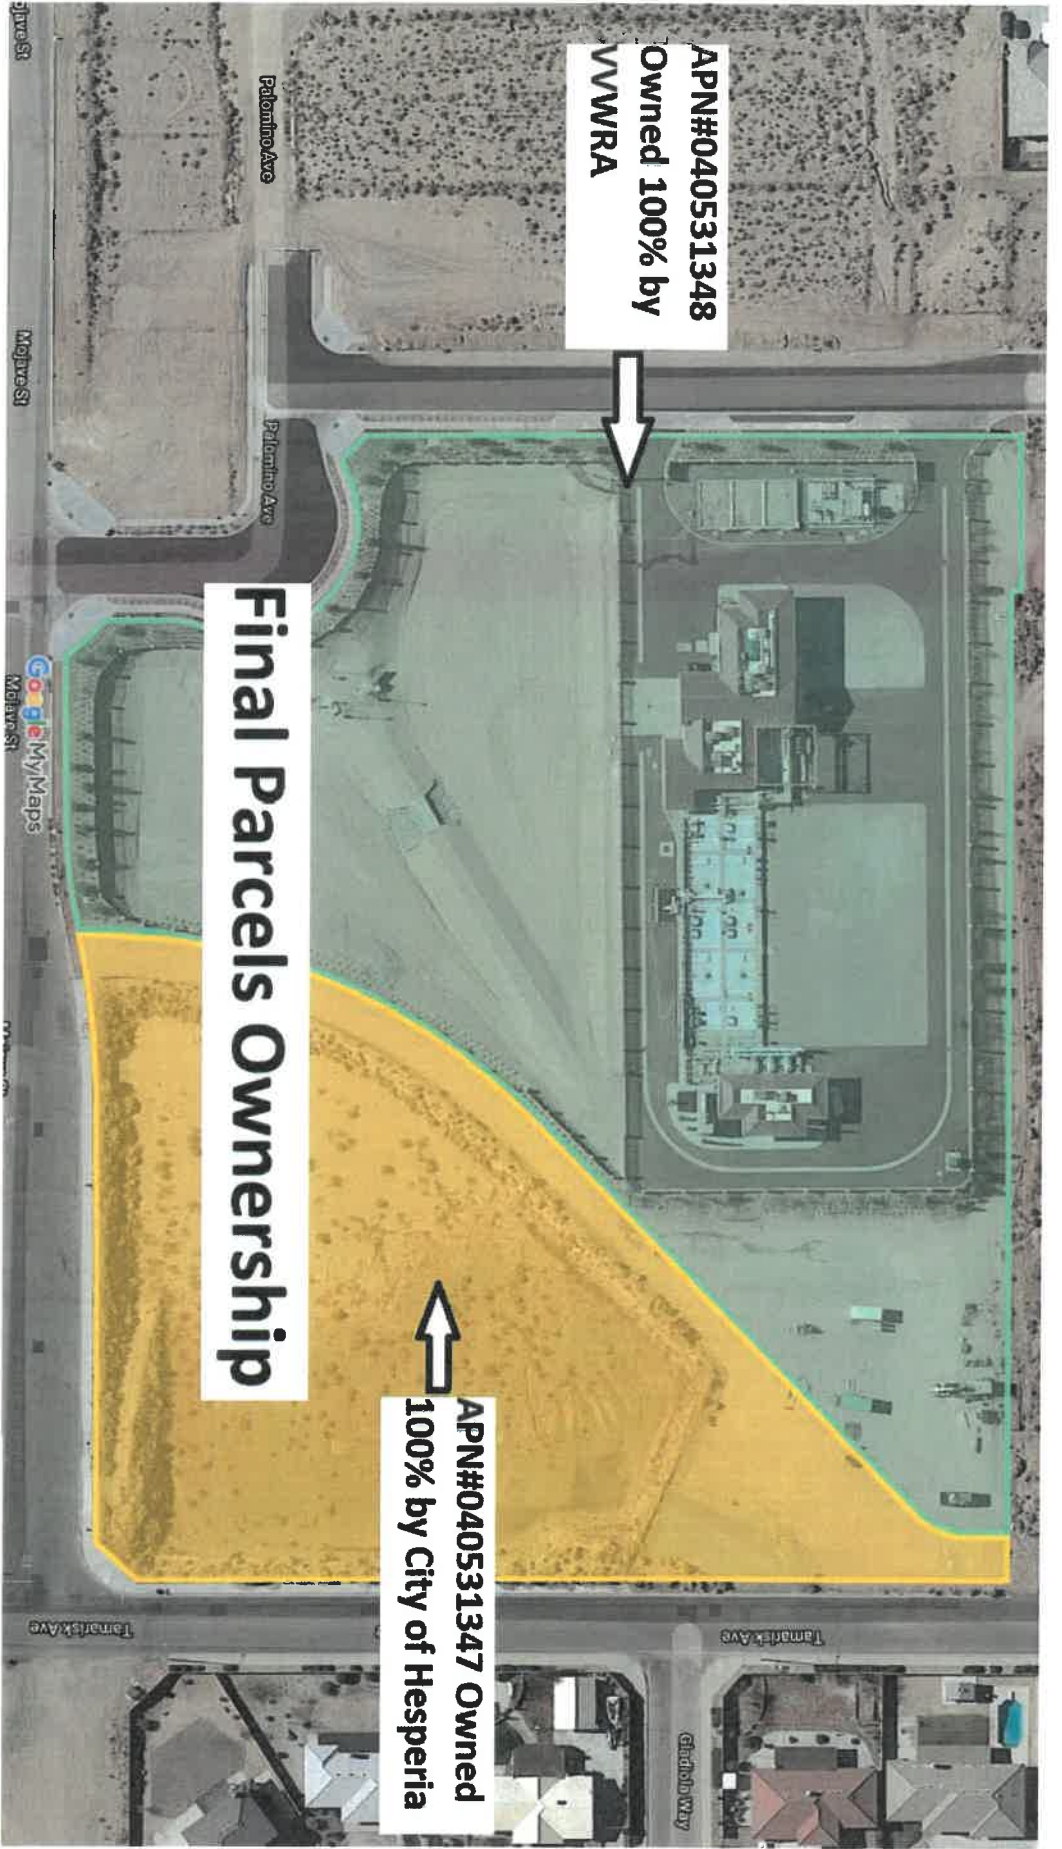 APN#040531348
Owned 100% by
VVWRA
Final Parcels Ownership
APN#040531347 Owned
100% by City of Hesperia
Palomino Ave
Palomino Ave
Mojave St
Mojave St
Google My Maps
Tamarisk Ave
Tamarisk Ave
Gladiola Way